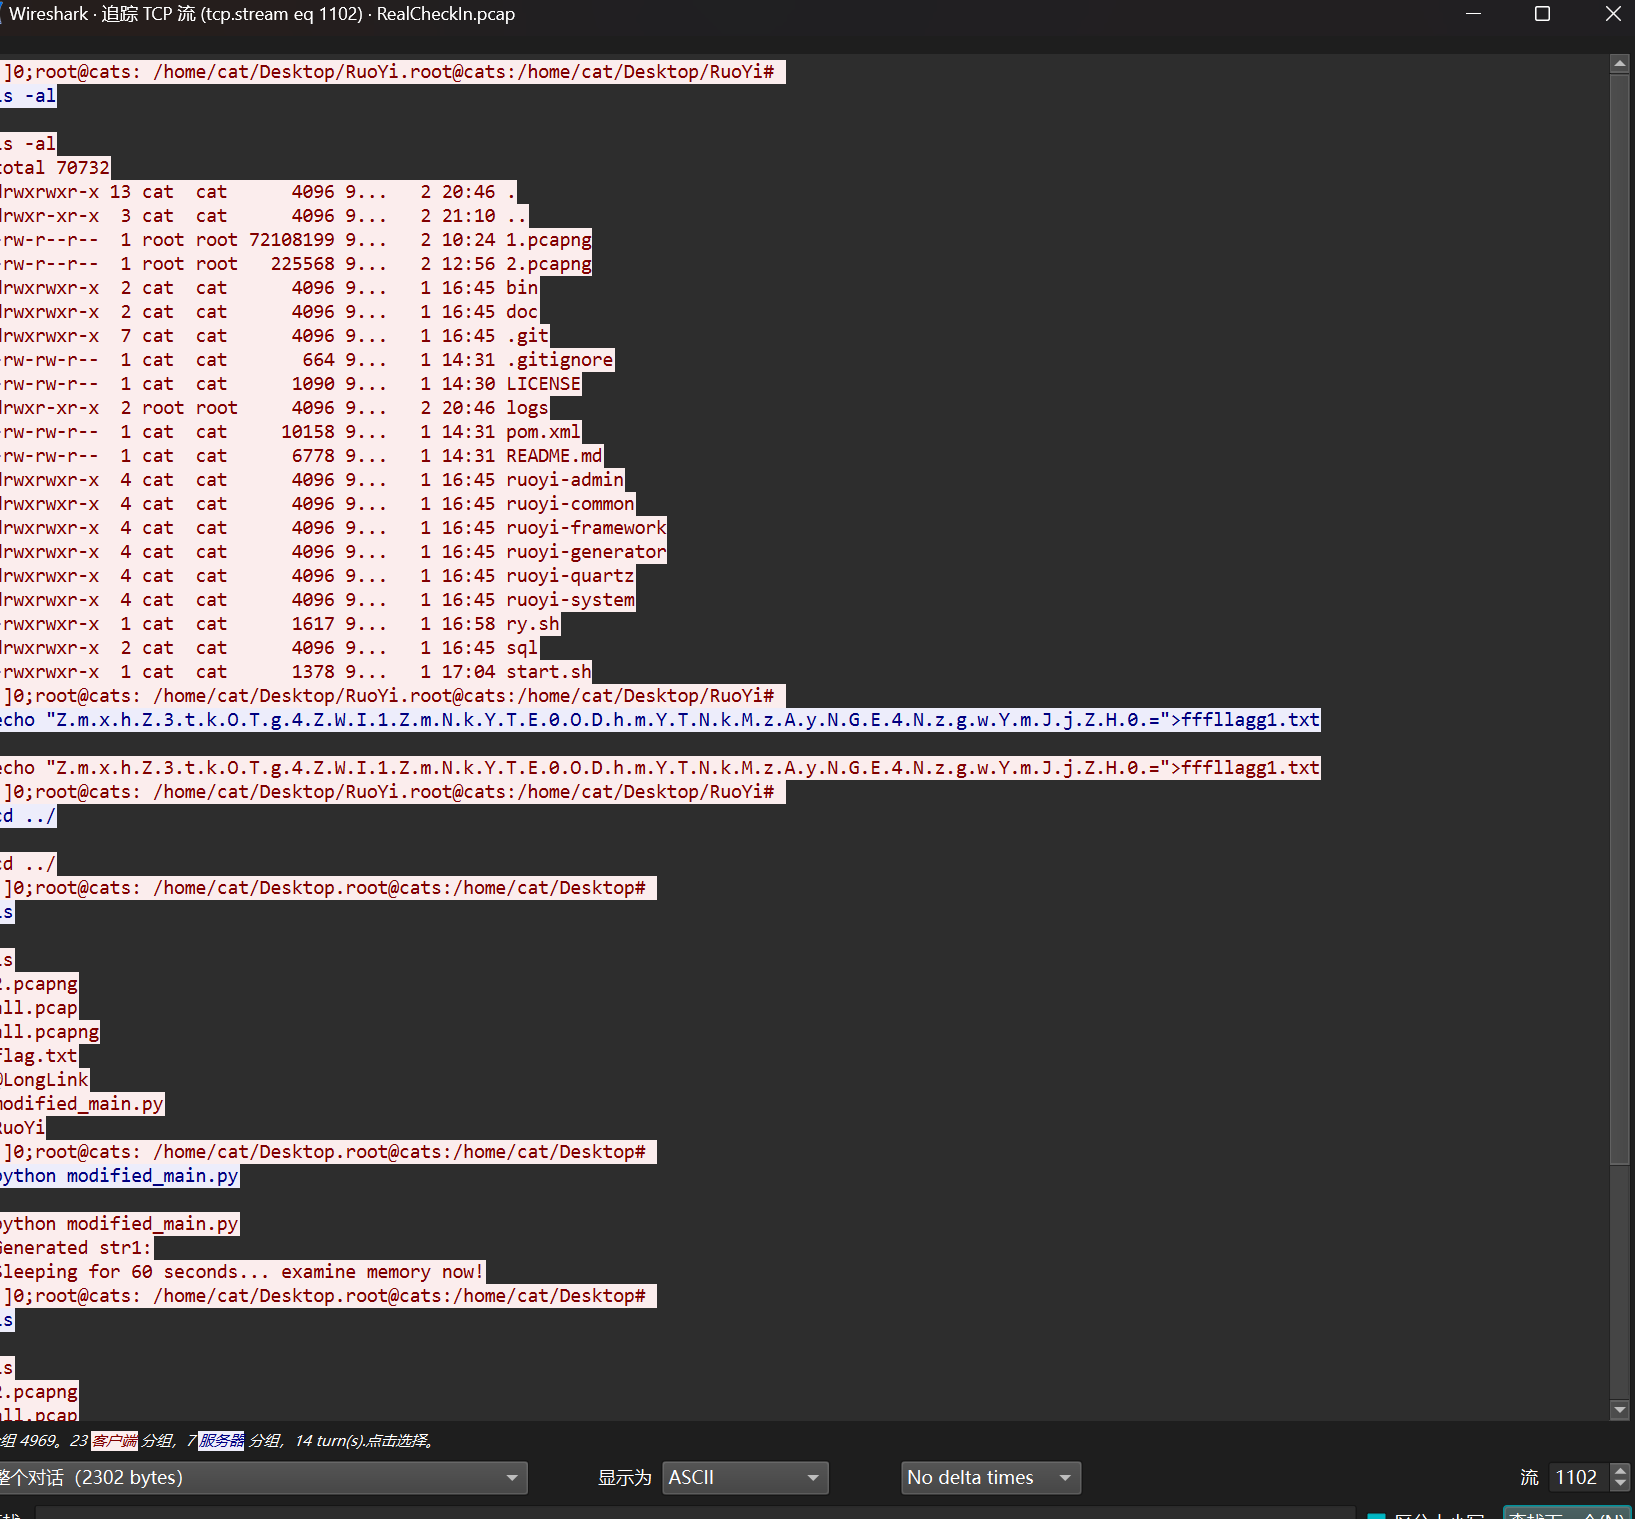 Wireshark · 追踪 TCP 流 (tcp.stream eq 1102) · RealCheckIn.pcap
]0;root@cats: /home/cat/Desktop/RuoYi.root@cats:/home/cat/Desktop/RuoYi#
s -al
s -al
otal 70732
rwxrwxr-x 13 cat  cat      4096 9...   2 20:46 .
rwxr-xr-x  3 cat  cat      4096 9...   2 21:10 ..
rw-r--r--  1 root root 72108199 9...   2 10:24 1.pcapng
rw-r--r--  1 root root   225568 9...   2 12:56 2.pcapng
rwxrwxr-x  2 cat  cat      4096 9...   1 16:45 bin
rwxrwxr-x  2 cat  cat      4096 9...   1 16:45 doc
rwxrwxr-x  7 cat  cat      4096 9...   1 16:45 .git
rw-rw-r--  1 cat  cat       664 9...   1 14:31 .gitignore
rw-rw-r--  1 cat  cat      1090 9...   1 14:30 LICENSE
rwxr-xr-x  2 root root     4096 9...   2 20:46 logs
rw-rw-r--  1 cat  cat     10158 9...   1 14:31 pom.xml
rw-rw-r--  1 cat  cat      6778 9...   1 14:31 README.md
rwxrwxr-x  4 cat  cat      4096 9...   1 16:45 ruoyi-admin
rwxrwxr-x  4 cat  cat      4096 9...   1 16:45 ruoyi-common
rwxrwxr-x  4 cat  cat      4096 9...   1 16:45 ruoyi-framework
rwxrwxr-x  4 cat  cat      4096 9...   1 16:45 ruoyi-generator
rwxrwxr-x  4 cat  cat      4096 9...   1 16:45 ruoyi-quartz
rwxrwxr-x  4 cat  cat      4096 9...   1 16:45 ruoyi-system
rwxrwxr-x  1 cat  cat      1617 9...   1 16:58 ry.sh
rwxrwxr-x  2 cat  cat      4096 9...   1 16:45 sql
rwxrwxr-x  1 cat  cat      1378 9...   1 17:04 start.sh
]0;root@cats: /home/cat/Desktop/RuoYi.root@cats:/home/cat/Desktop/RuoYi#
echo "Z.m.x.h.Z.3.t.k.O.T.g.4.Z.W.I.1.Z.m.N.k.Y.T.E.0.O.D.h.m.Y.T.N.k.M.z.A.y.N.G.E.4.N.z.g.w.Y.m.J.j.Z.H.0.=">fffllagg1.txt
echo "Z.m.x.h.Z.3.t.k.O.T.g.4.Z.W.I.1.Z.m.N.k.Y.T.E.0.O.D.h.m.Y.T.N.k.M.z.A.y.N.G.E.4.N.z.g.w.Y.m.J.j.Z.H.0.=">fffllagg1.txt
]0;root@cats: /home/cat/Desktop/RuoYi.root@cats:/home/cat/Desktop/RuoYi#
cd ../
cd ../
]0;root@cats: /home/cat/Desktop.root@cats:/home/cat/Desktop#
s
s
2.pcapng
all.pcap
all.pcapng
flag.txt
LongLink
modified_main.py
RuoYi
]0;root@cats: /home/cat/Desktop.root@cats:/home/cat/Desktop#
python modified_main.py
python modified_main.py
Generated str1:
Sleeping for 60 seconds... examine memory now!
]0;root@cats: /home/cat/Desktop.root@cats:/home/cat/Desktop#
s
s
2.pcapng
all.pcap
组 4969。23 客户端 分组，7 服务器 分组，14 turn(s).点击选择。
整个对话（2302 bytes）
显示为 ASCII
No delta times
流 1102